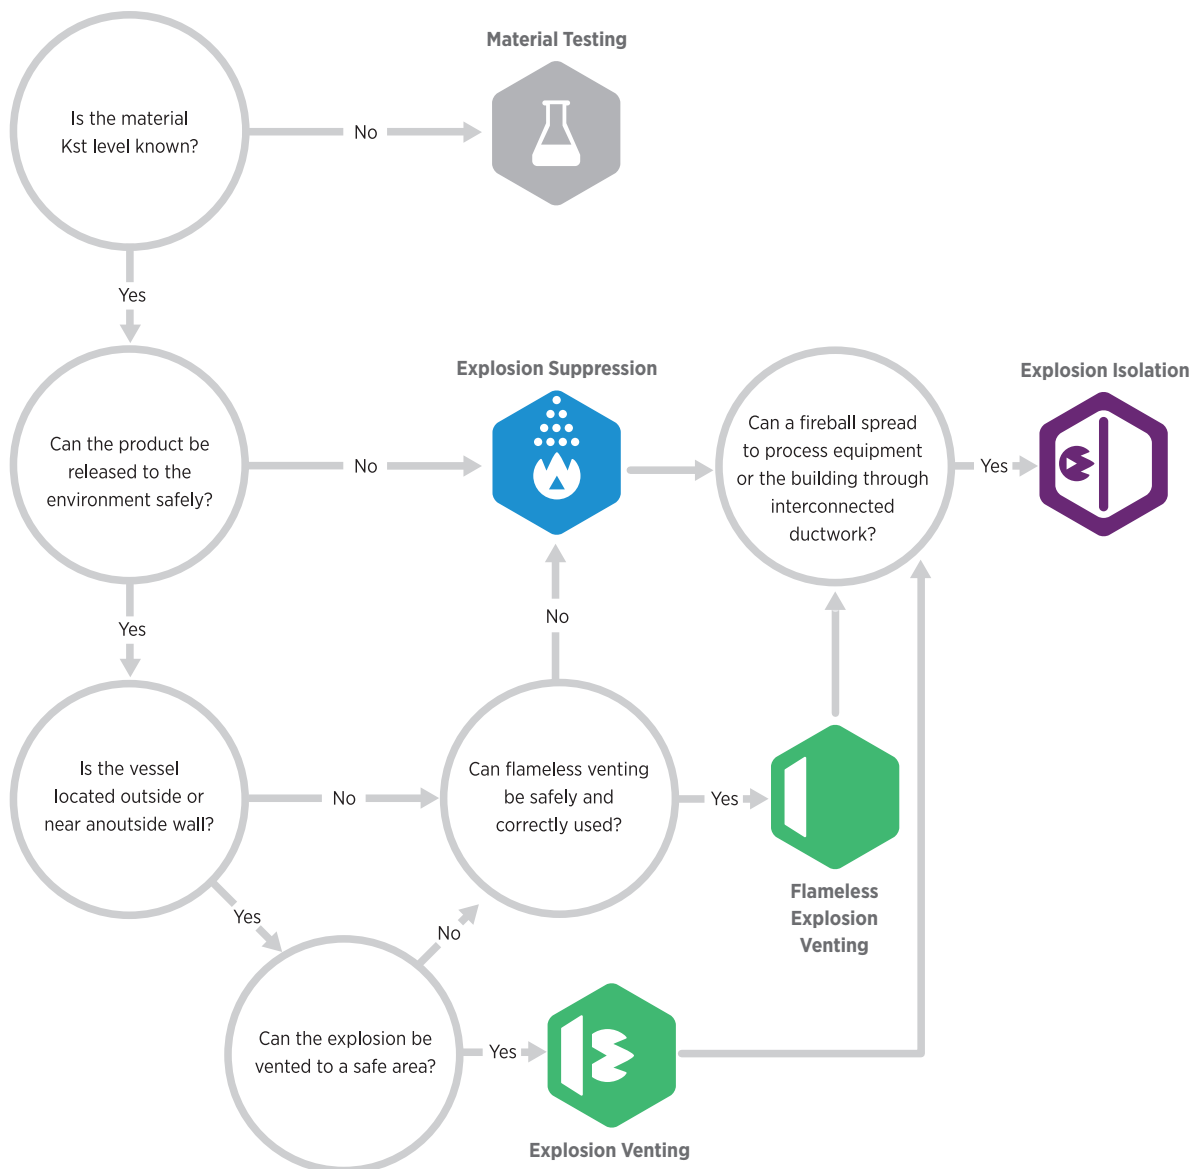 Material Testing
Is the material
Kst level known?
No
Yes
Explosion Suppression
Explosion Isolation
Can the product be
released to the
environment safely?
No
Can a fireball spread
to process equipment
or the building through
interconnected
ductwork?
Yes
Yes
No
Is the vessel
located outside or
near anoutside wall?
No
Can flameless venting
be safely and
correctly used?
Yes
Flameless
Explosion
Venting
Yes
No
Can the explosion be
vented to a safe area?
Yes
Explosion Venting